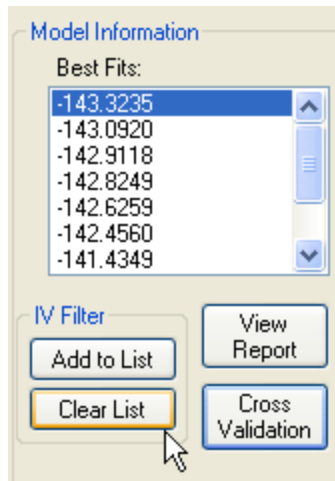 Model Information
Best Fits:
-143.3235
-143.0920
-142.9118
-142.8249
-142.6259
-142.4560
-141.4349
IV Filter
Add to List
Clear List
View
Report
Cross
Validation